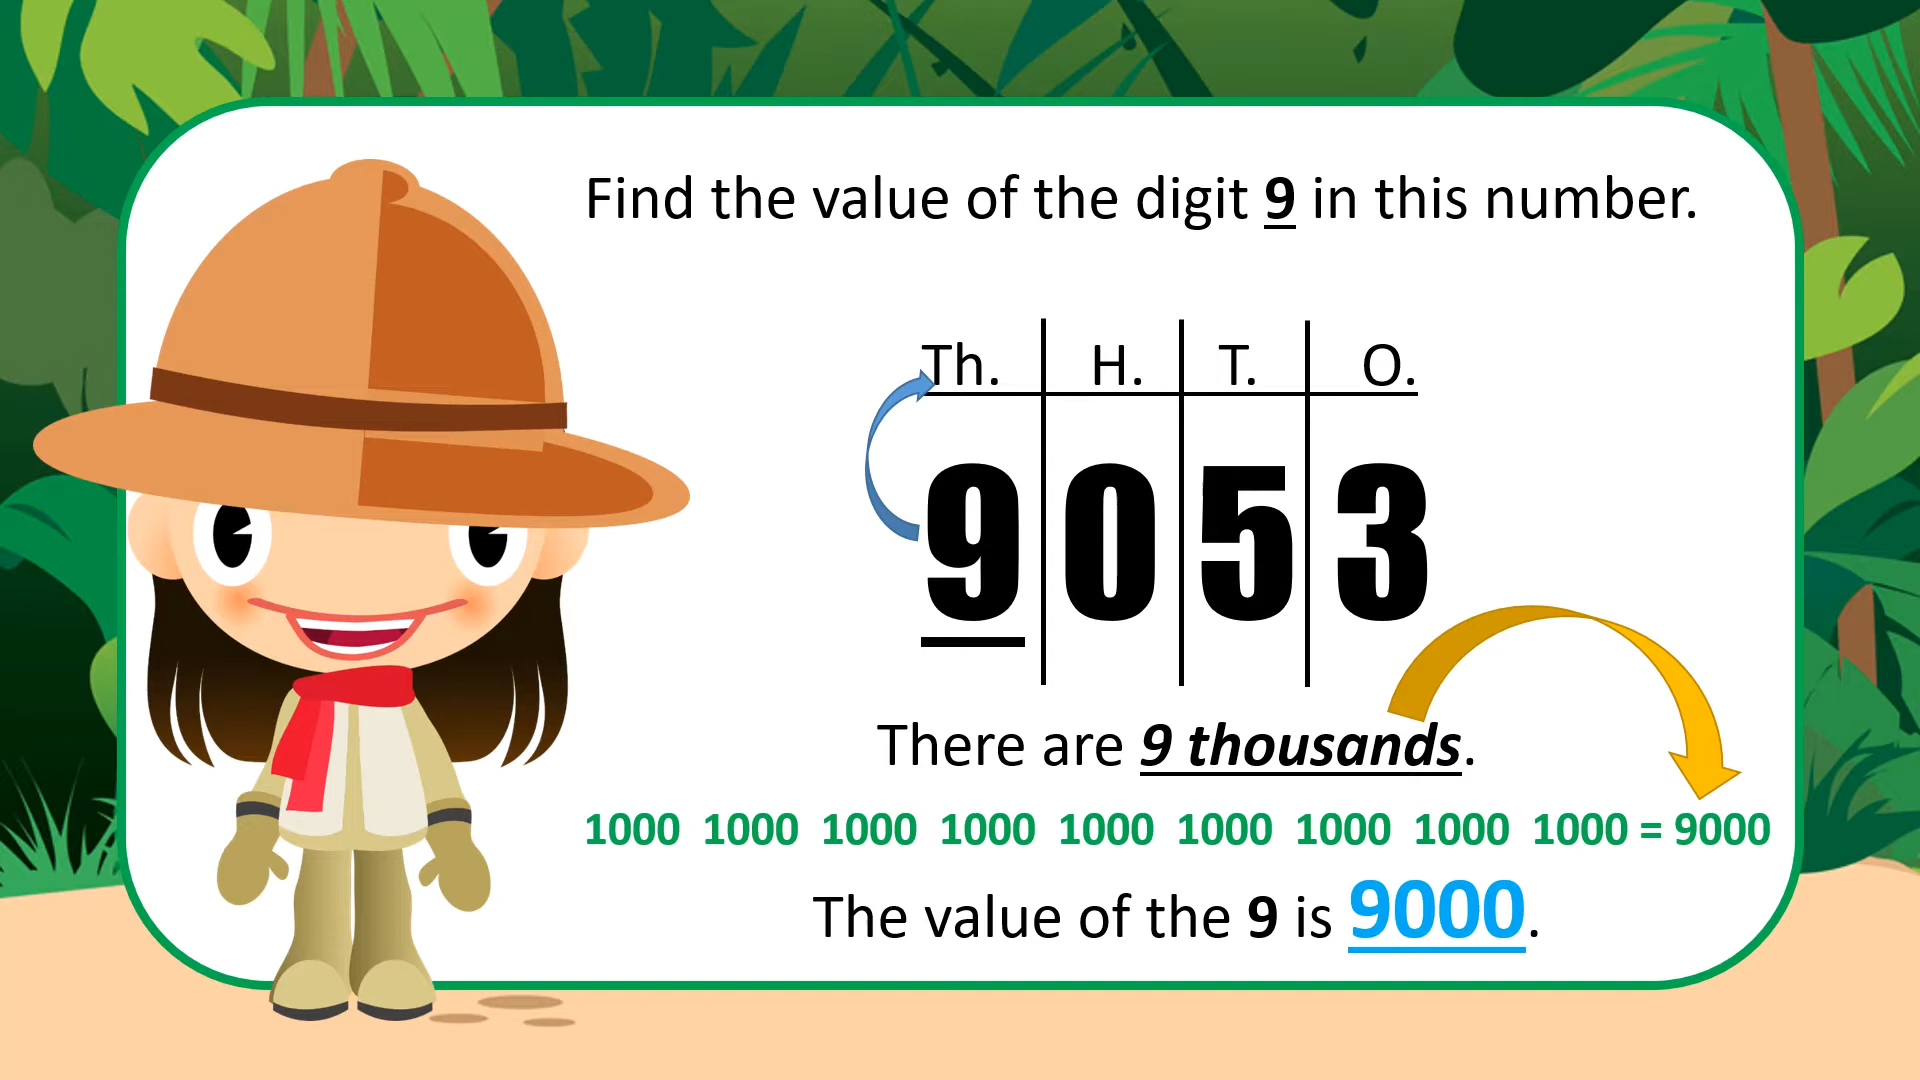 Find the value of the digit 9 in this number.
Th. H. T. O.
9 0 5 3
There are 9 thousands.
1000 1000 1000 1000 1000 1000 1000 1000 1000 = 9000
The value of the 9 is 9000.